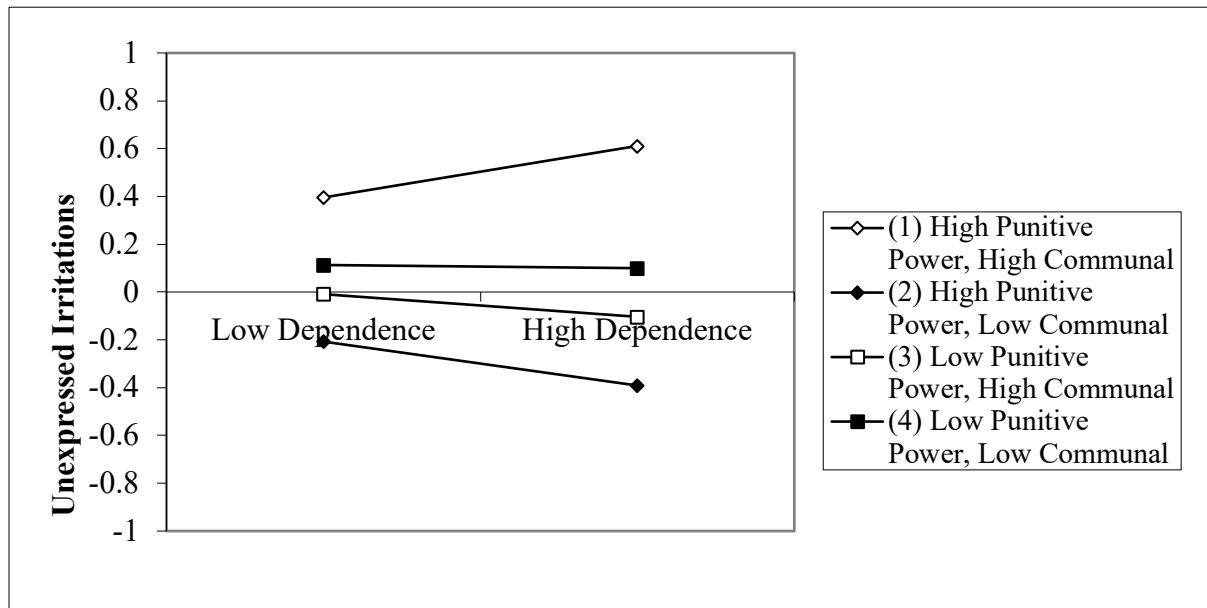 1
0.8
0.6
0.4
0.2
0
-0.2
-0.4
-0.6
-0.8
-1
Unexpressed Irritations
Low Dependence
High Dependence
(1) High Punitive
Power, High Communal
(2) High Punitive
Power, Low Communal
(3) Low Punitive
Power, High Communal
(4) Low Punitive
Power, Low Communal